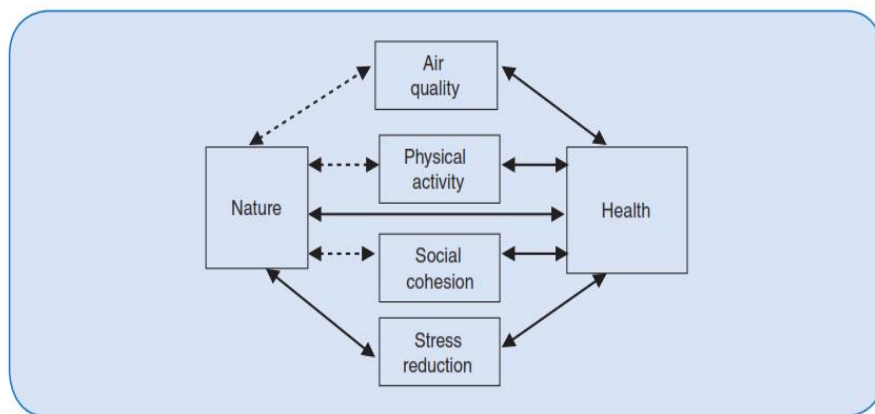 Air
quality
Physical
activity
Nature
Health
Social
cohesion
Stress
reduction